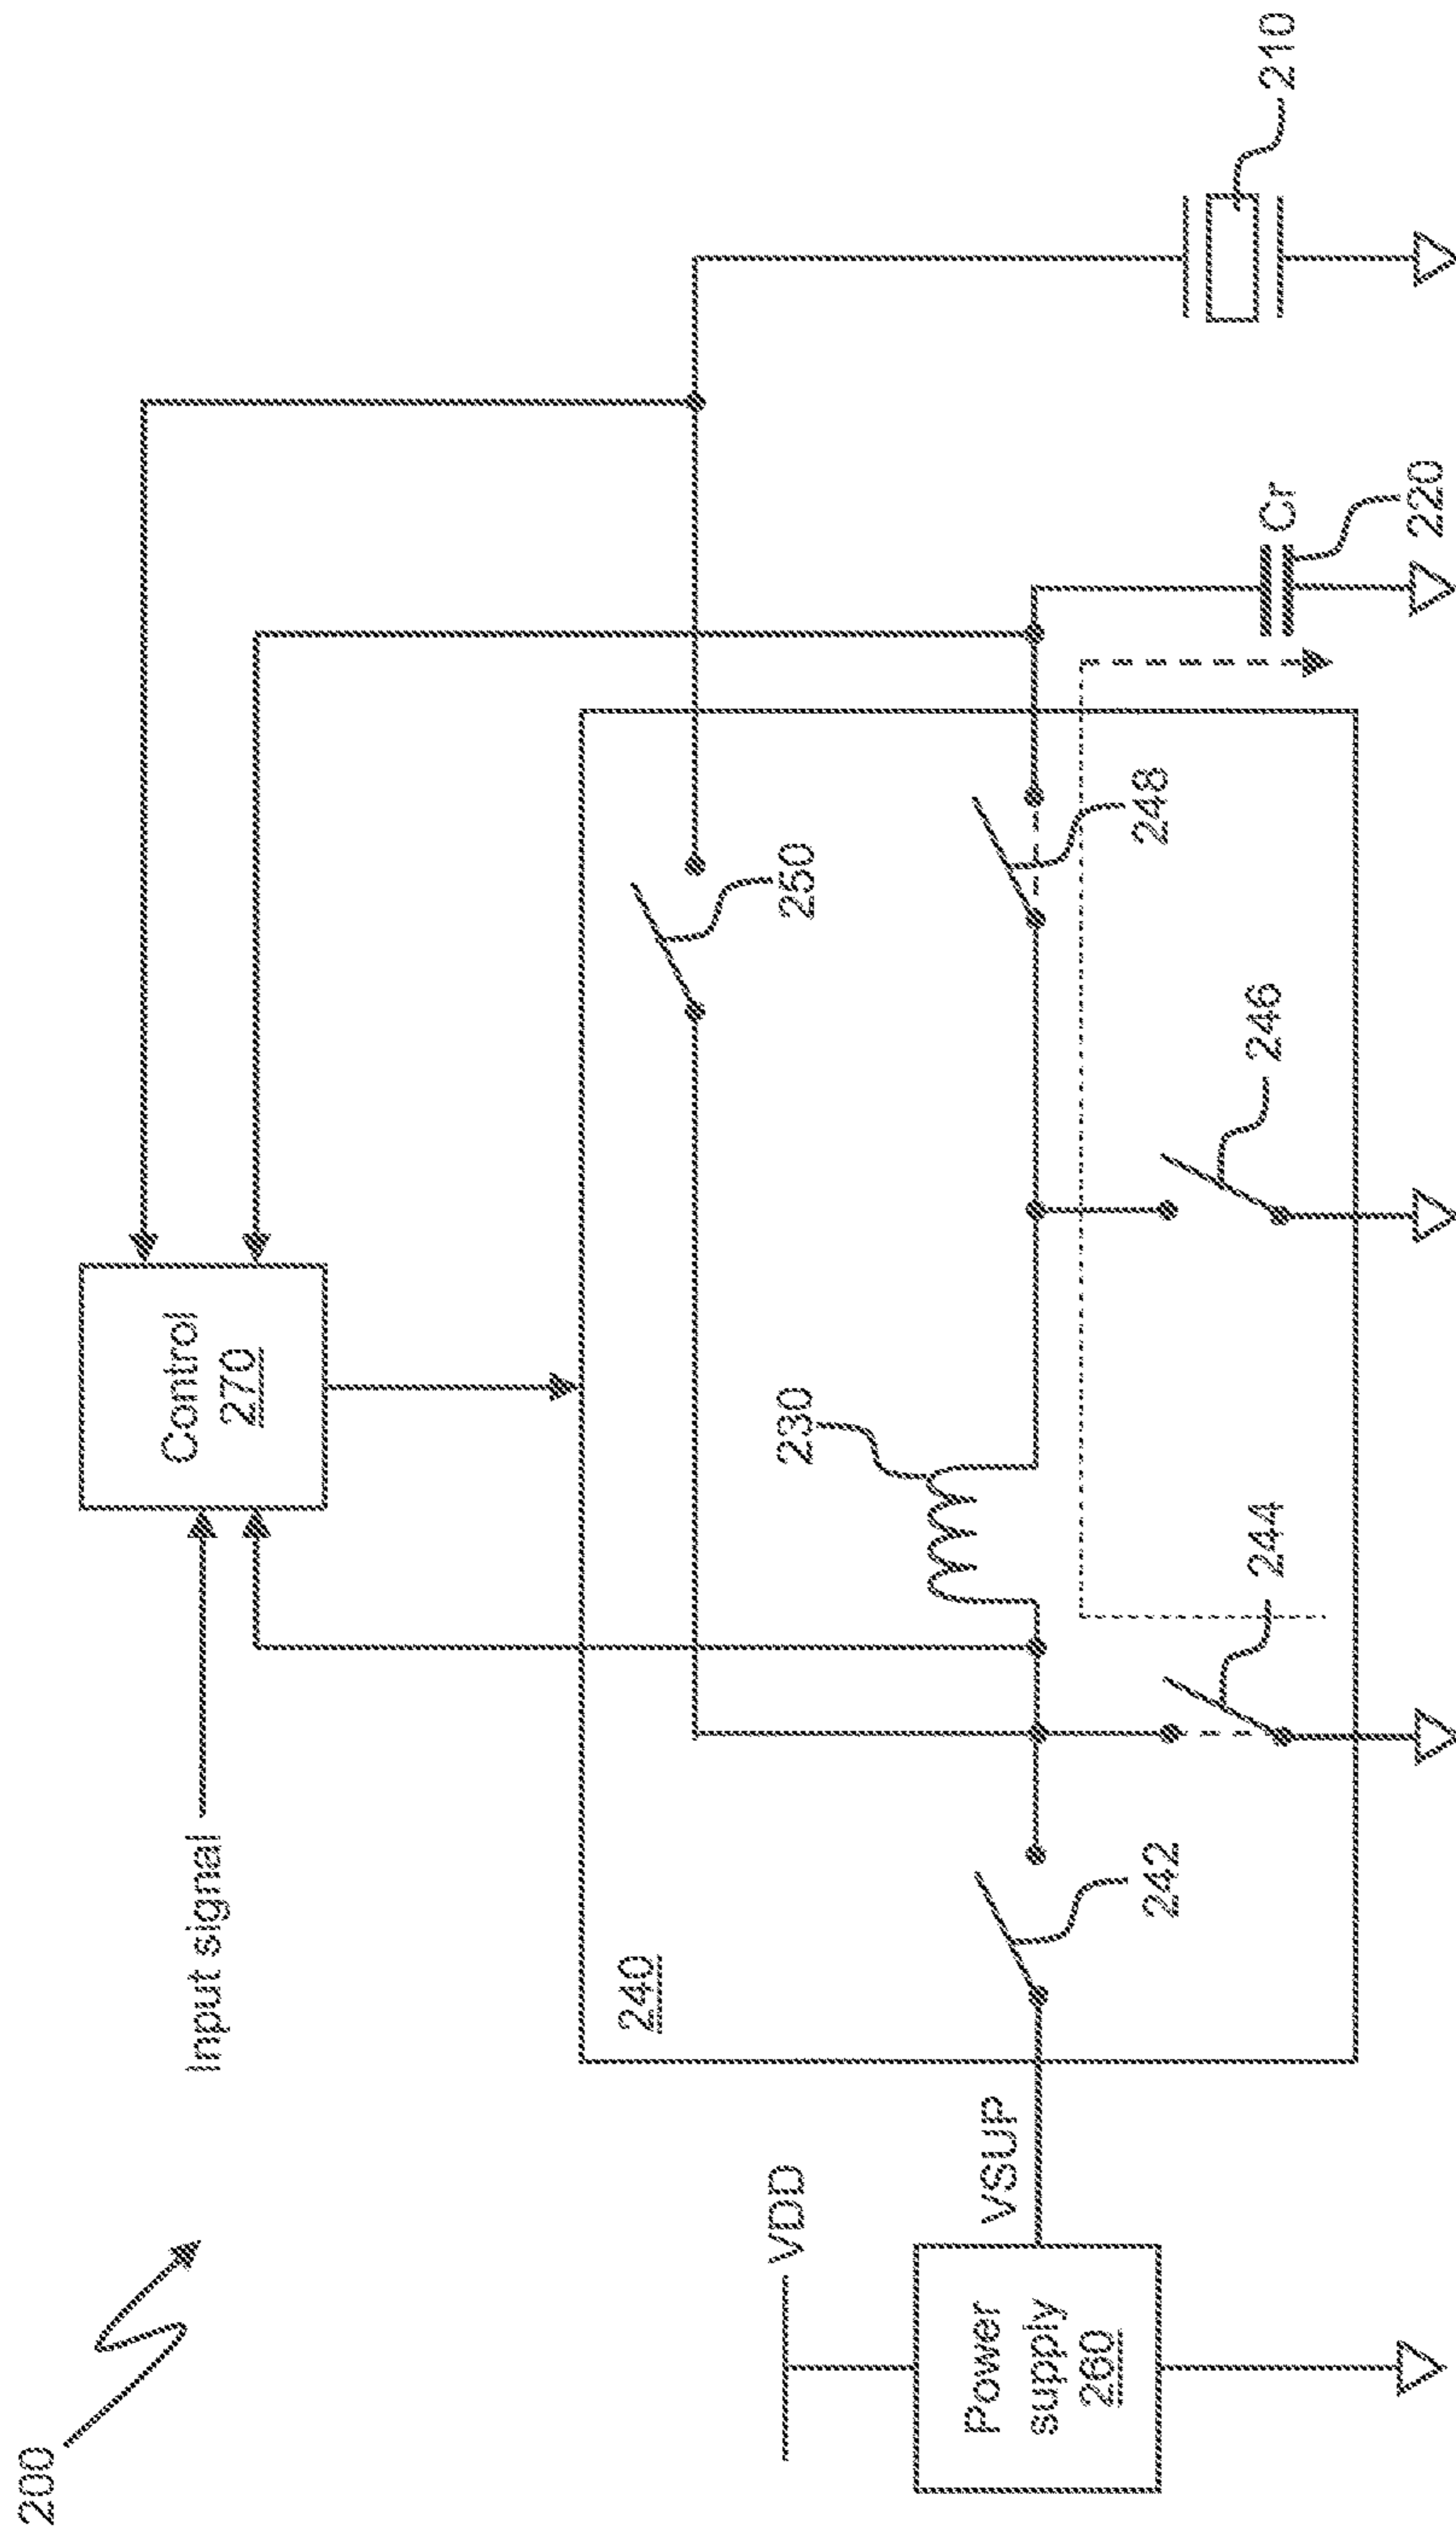 200
Input signal
Control
270
240
250
230
VDD
VSUP
Power
supply
260
242
244
246
248
Cr
220
210